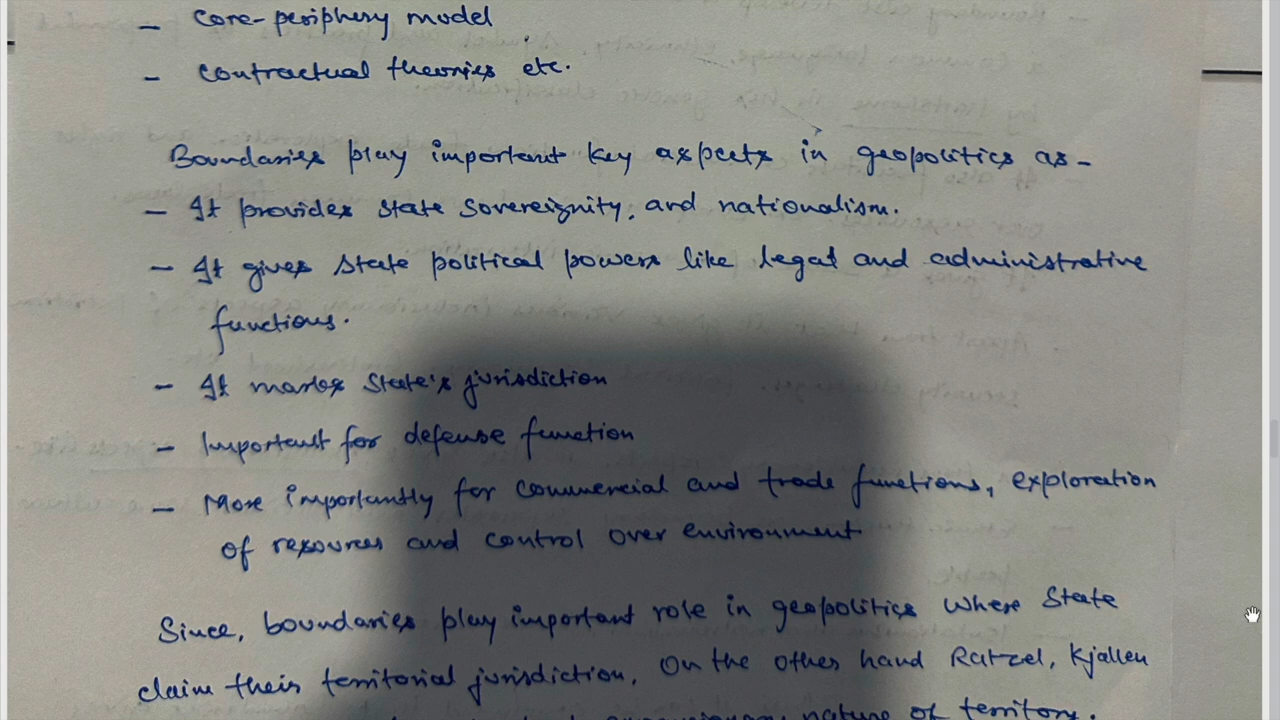 - core-periphery model
- contractual theories etc.
Boundaries play important key aspects in geopolitics as -
- It provides state sovereignity, and nationalism.
- It gives state political powers like legal and administrative
functions.
- It marks state's jurisdiction
- Important for defense function
- More importantly for commercial and trade functions, exploration
of resources and control over environment
Since, boundaries play important role in geopolitics where state
claim their territorial jurisdiction. On the other hand Ratzel, Kjallen
nature of territory.